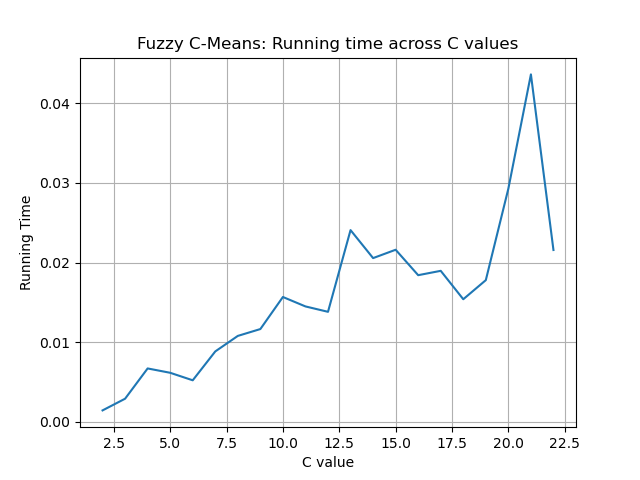 Fuzzy C-Means: Running time across C values
0.04
0.03
0.02
0.01
0.00
Running Time
2.5 5.0 7.5 10.0 12.5 15.0 17.5 20.0 22.5
C value